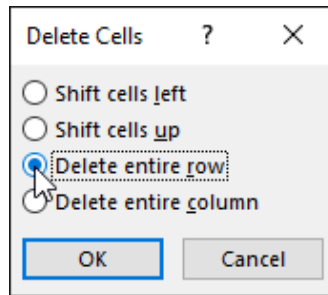 Delete Cells ?
Shift cells left
Shift cells up
Delete entire row
Delete entire column
OK Cancel